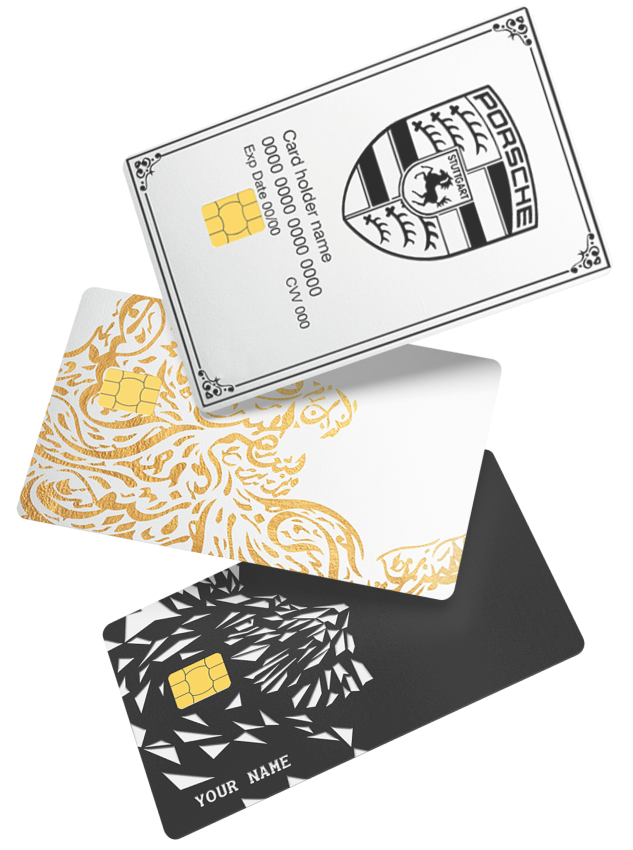 PORSCHE
STUTTGART
Card holder name
0000 0000 0000 0000
Exp Date 00/00
CVV 000
YOUR NAME